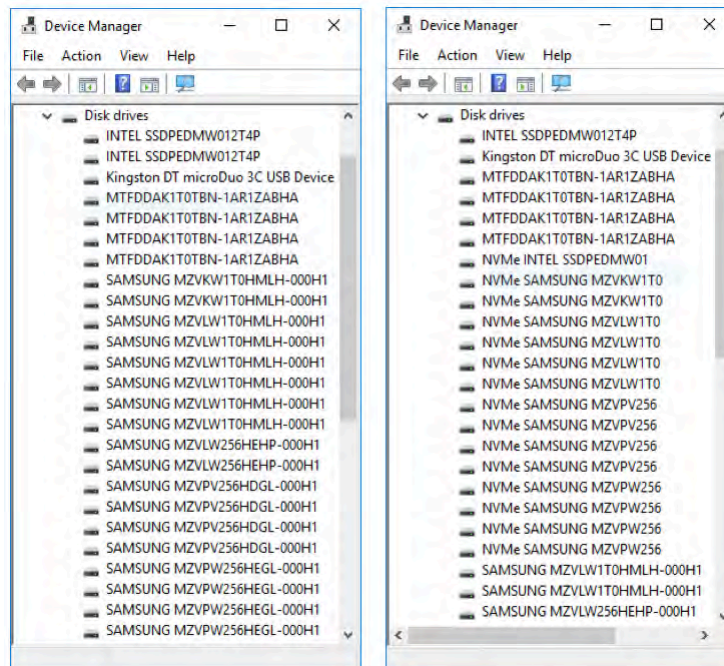 Device Manager
File Action View Help
Disk drives
INTEL SSDPEDMW012T4P
INTEL SSDPEDMW012T4P
Kingston DT microDuo 3C USB Device
MTFDDAK1T0TBN-1AR1ZABHA
MTFDDAK1T0TBN-1AR1ZABHA
MTFDDAK1T0TBN-1AR1ZABHA
MTFDDAK1T0TBN-1AR1ZABHA
SAMSUNG MZVKW1T0HMLH-000H1
SAMSUNG MZVKW1T0HMLH-000H1
SAMSUNG MZVLW1T0HMLH-000H1
SAMSUNG MZVLW1T0HMLH-000H1
SAMSUNG MZVLW1T0HMLH-000H1
SAMSUNG MZVLW1T0HMLH-000H1
SAMSUNG MZVLW1T0HMLH-000H1
SAMSUNG MZVLW1T0HMLH-000H1
SAMSUNG MZVLW256HEHP-000H1
SAMSUNG MZVLW256HEHP-000H1
SAMSUNG MZVPV256HDGL-000H1
SAMSUNG MZVPV256HDGL-000H1
SAMSUNG MZVPV256HDGL-000H1
SAMSUNG MZVPV256HDGL-000H1
SAMSUNG MZVPW256HEGL-000H1
SAMSUNG MZVPW256HEGL-000H1
SAMSUNG MZVPW256HEGL-000H1
SAMSUNG MZVPW256HEGL-000H1
Device Manager
File Action View Help
Disk drives
INTEL SSDPEDMW012T4P
Kingston DT microDuo 3C USB Device
MTFDDAK1T0TBN-1AR1ZABHA
MTFDDAK1T0TBN-1AR1ZABHA
MTFDDAK1T0TBN-1AR1ZABHA
MTFDDAK1T0TBN-1AR1ZABHA
NVMe INTEL SSDPEDMW01
NVMe SAMSUNG MZVKW1T0
NVMe SAMSUNG MZVKW1T0
NVMe SAMSUNG MZVLW1T0
NVMe SAMSUNG MZVLW1T0
NVMe SAMSUNG MZVLW1T0
NVMe SAMSUNG MZVLW1T0
NVMe SAMSUNG MZVPV256
NVMe SAMSUNG MZVPV256
NVMe SAMSUNG MZVPV256
NVMe SAMSUNG MZVPV256
NVMe SAMSUNG MZVPW256
NVMe SAMSUNG MZVPW256
NVMe SAMSUNG MZVPW256
NVMe SAMSUNG MZVPW256
SAMSUNG MZVLW1T0HMLH-000H1
SAMSUNG MZVLW1T0HMLH-000H1
SAMSUNG MZVLW256HEHP-000H1